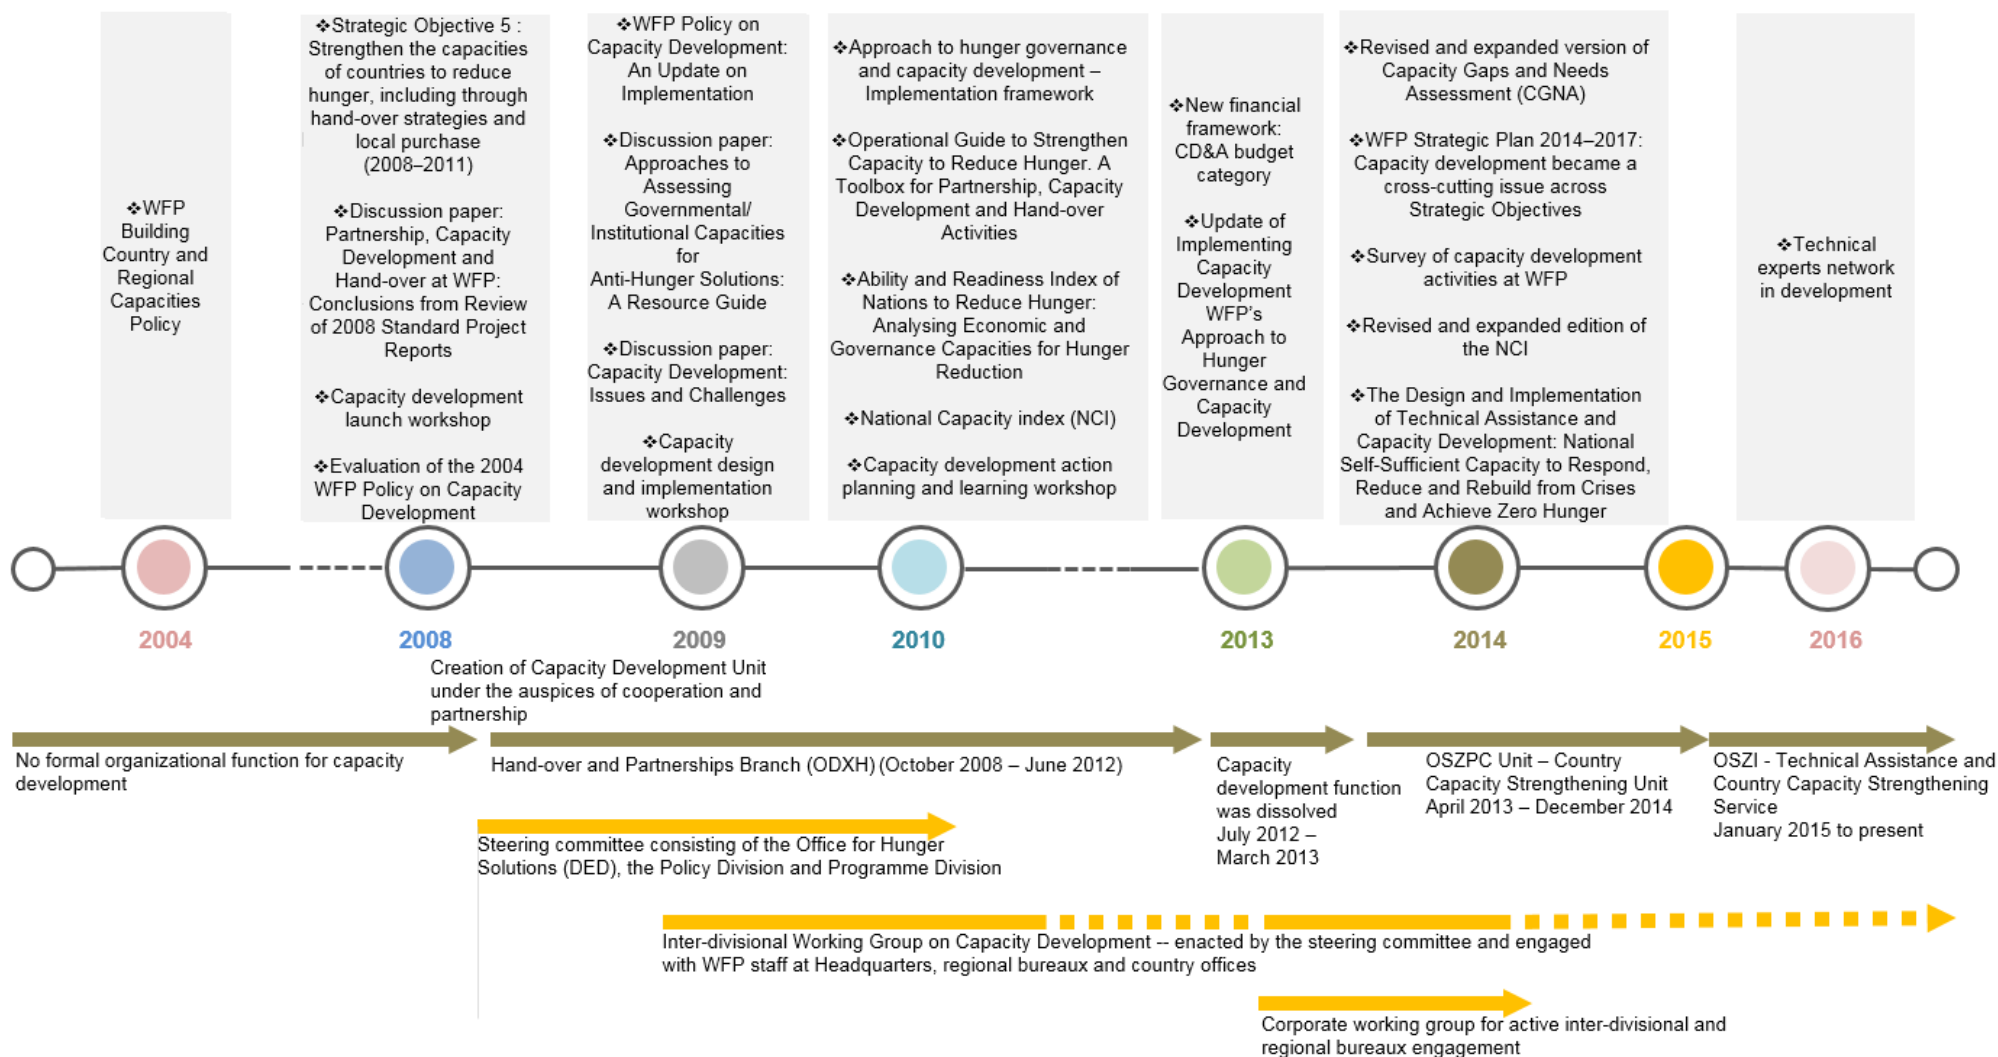 ❖WFP
Building
Country and
Regional
Capacities
Policy
❖Strategic Objective 5 :
Strengthen the capacities
of countries to reduce
hunger, including through
hand-over strategies and
local purchase
(2008–2011)
❖Discussion paper:
Partnership, Capacity
Development and
Hand-over at WFP:
Conclusions from Review
of 2008 Standard Project
Reports
❖Capacity development
launch workshop
❖Evaluation of the 2004
WFP Policy on Capacity
Development
❖WFP Policy on
Capacity Development:
An Update on
Implementation
❖Discussion paper:
Approaches to
Assessing
Governmental/
Institutional Capacities
for
Anti-Hunger Solutions:
A Resource Guide
❖Discussion paper:
Capacity Development:
Issues and Challenges
❖Capacity
development design
and implementation
workshop
❖Approach to hunger governance
and capacity development –
Implementation framework
❖Operational Guide to Strengthen
Capacity to Reduce Hunger. A
Toolbox for Partnership, Capacity
Development and Hand-over
Activities
❖Ability and Readiness Index of
Nations to Reduce Hunger:
Analysing Economic and
Governance Capacities for Hunger
Reduction
❖National Capacity index (NCI)
❖Capacity development action
planning and learning workshop
❖New financial
framework:
CD&A budget
category
❖Update of
Implementing
Capacity
Development
WFP's
Approach to
Hunger
Governance and
Capacity
Development
❖Revised and expanded version of
Capacity Gaps and Needs
Assessment (CGNA)
❖WFP Strategic Plan 2014–2017:
Capacity development became a
cross-cutting issue across
Strategic Objectives
❖Survey of capacity development
activities at WFP
❖Revised and expanded edition of
the NCI
❖The Design and Implementation
of Technical Assistance and
Capacity Development: National
Self-Sufficient Capacity to Respond,
Reduce and Rebuild from Crises
and Achieve Zero Hunger
❖Technical
experts network
in development
2004
2008
2009
2010
2013
2014
2015
2016
Creation of Capacity Development Unit
under the auspices of cooperation and
partnership
No formal organizational function for capacity
development
Hand-over and Partnerships Branch (ODXH) (October 2008 – June 2012)
Capacity
development function
was dissolved
July 2012 –
March 2013
OSZPC Unit – Country
Capacity Strengthening Unit
April 2013 – December 2014
OSZI - Technical Assistance and
Country Capacity Strengthening
Service
January 2015 to present
Steering committee consisting of the Office for Hunger
Solutions (DED), the Policy Division and Programme Division
Inter-divisional Working Group on Capacity Development -- enacted by the steering committee and engaged
with WFP staff at Headquarters, regional bureaux and country offices
Corporate working group for active inter-divisional and
regional bureaux engagement